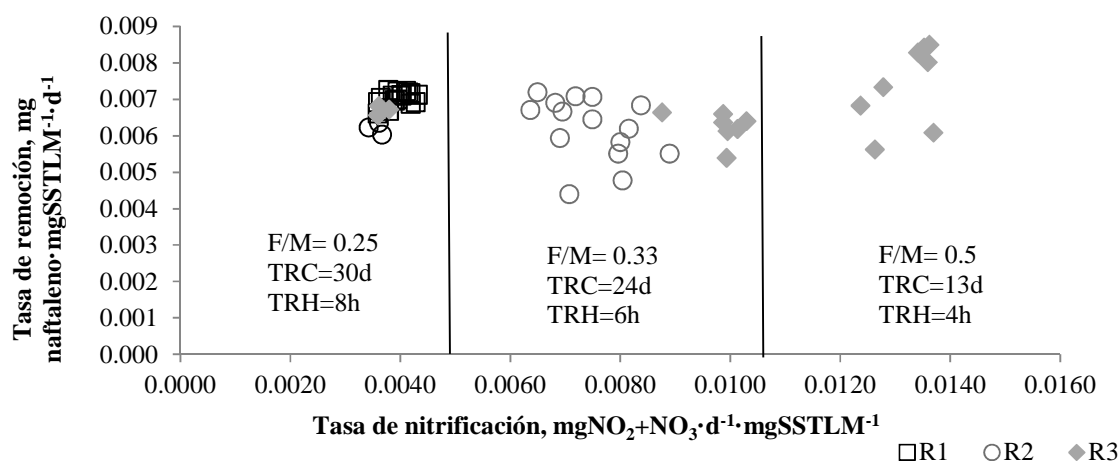 0.009
0.008
0.007
0.006
0.005
0.004
0.003
0.002
0.001
0.000
Tasa de remoción, mg
naftaleno·mgSSTLM⁻¹·d⁻¹
F/M= 0.25
TRC=30d
TRH=8h
F/M= 0.33
TRC=24d
TRH=6h
F/M= 0.5
TRC=13d
TRH=4h
0.0000 0.0020 0.0040 0.0060 0.0080 0.0100 0.0120 0.0140 0.0160
Tasa de nitrificación, mgNO₂+NO₃·d⁻¹·mgSSTLM⁻¹
R1 R2 R3